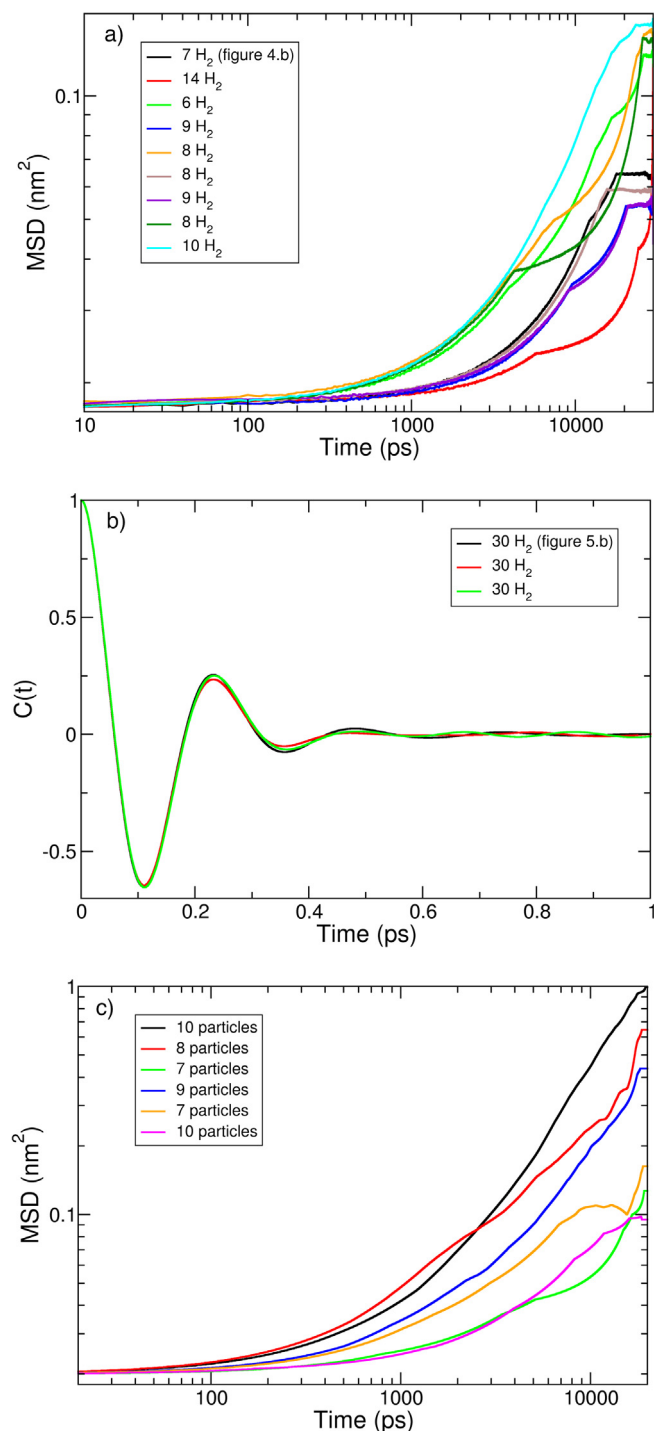 a)
7 H₂ (figure 4.b)
14 H₂
6 H₂
9 H₂
8 H₂
8 H₂
9 H₂
8 H₂
10 H₂
0.1
MSD (nm²)
10 100 1000 10000
Time (ps)
b)
30 H₂ (figure 5.b)
30 H₂
30 H₂
1
0.5
0
-0.5
C(t)
0 0.2 0.4 0.6 0.8 1
Time (ps)
c)
10 particles
8 particles
7 particles
9 particles
7 particles
10 particles
1
0.1
MSD (nm²)
100 1000 10000
Time (ps)